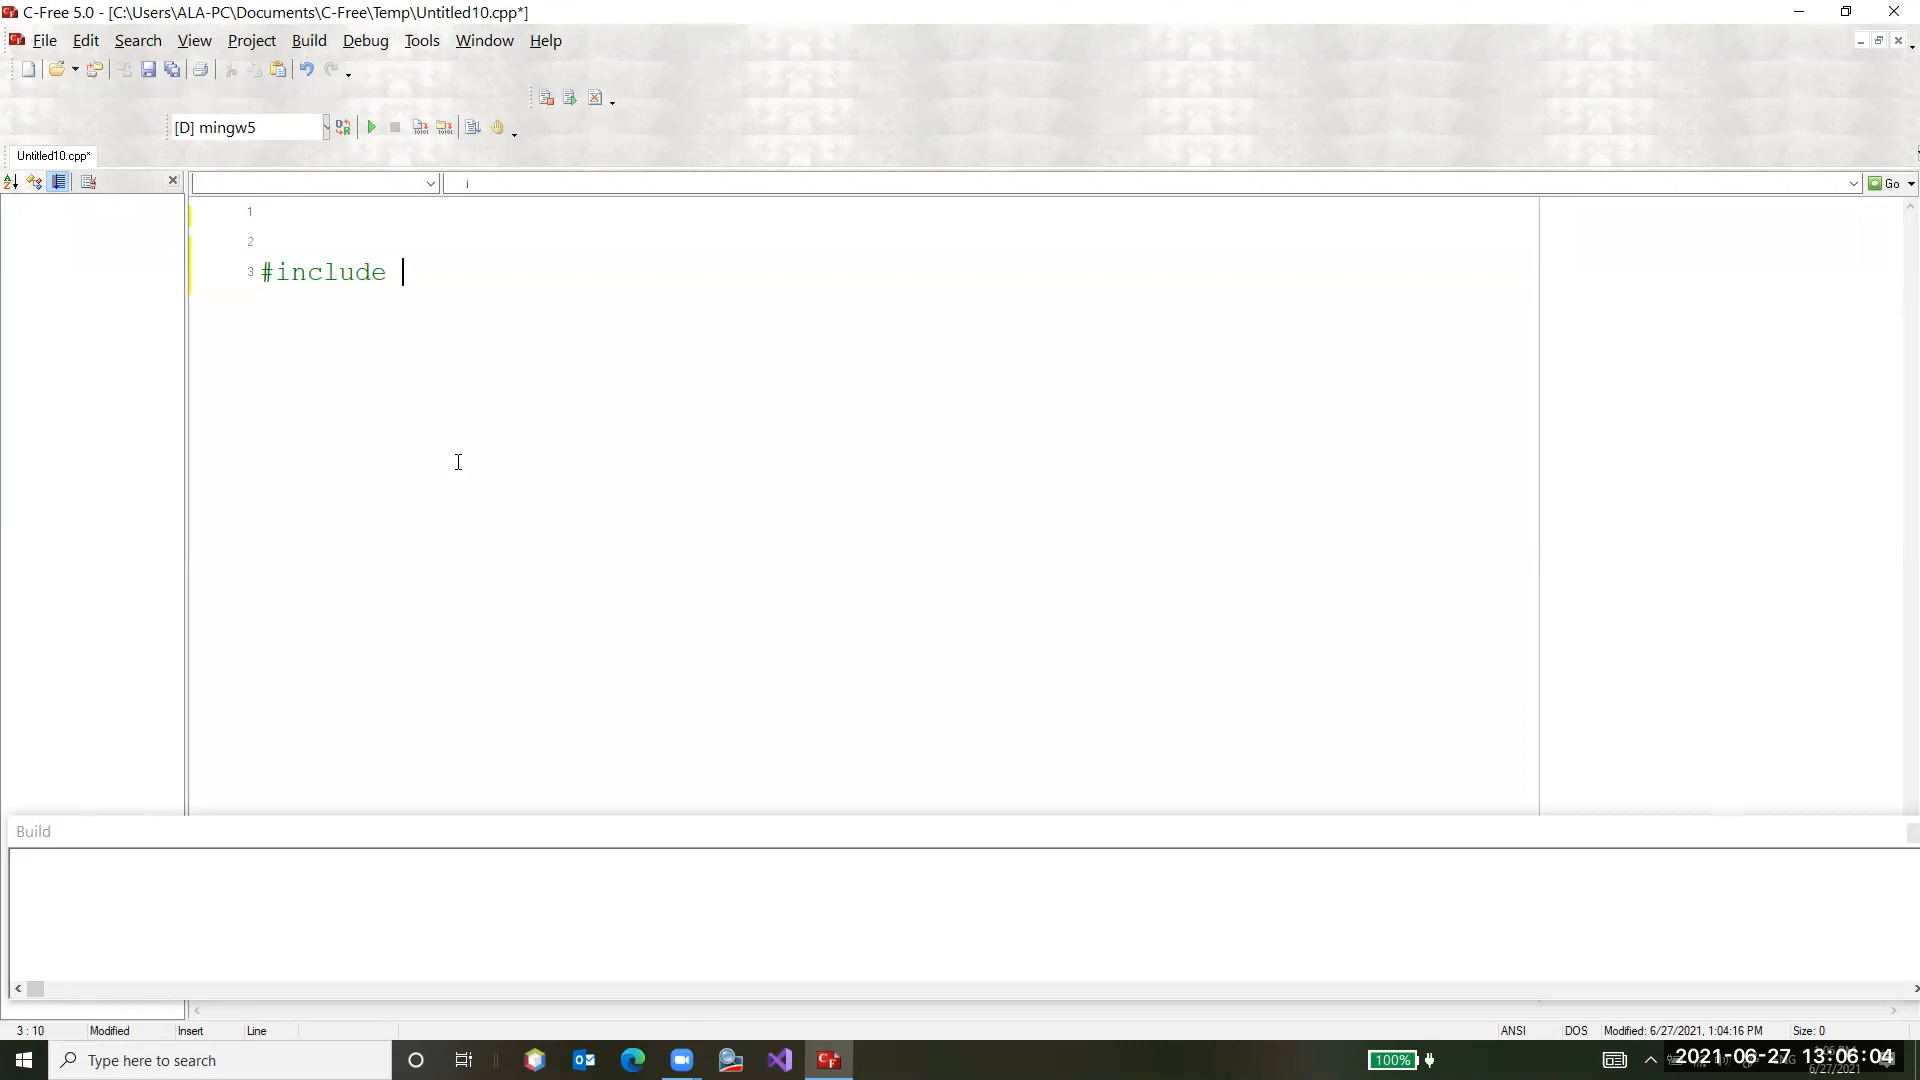 C-Free 5.0 - [C:\Users\ALA-PC\Documents\C-Free\Temp\Untitled10.cpp*]
File Edit Search View Project Build Debug Tools Window Help
[D] mingw5
Untitled10.cpp*
i Go
1
2
3 #include
Build
3 : 10 Modified Insert Line ANSI DOS Modified: 6/27/2021, 1:04:16 PM Size: 0
Type here to search 100% 2021-06-27 13:06:04
6/27/2021